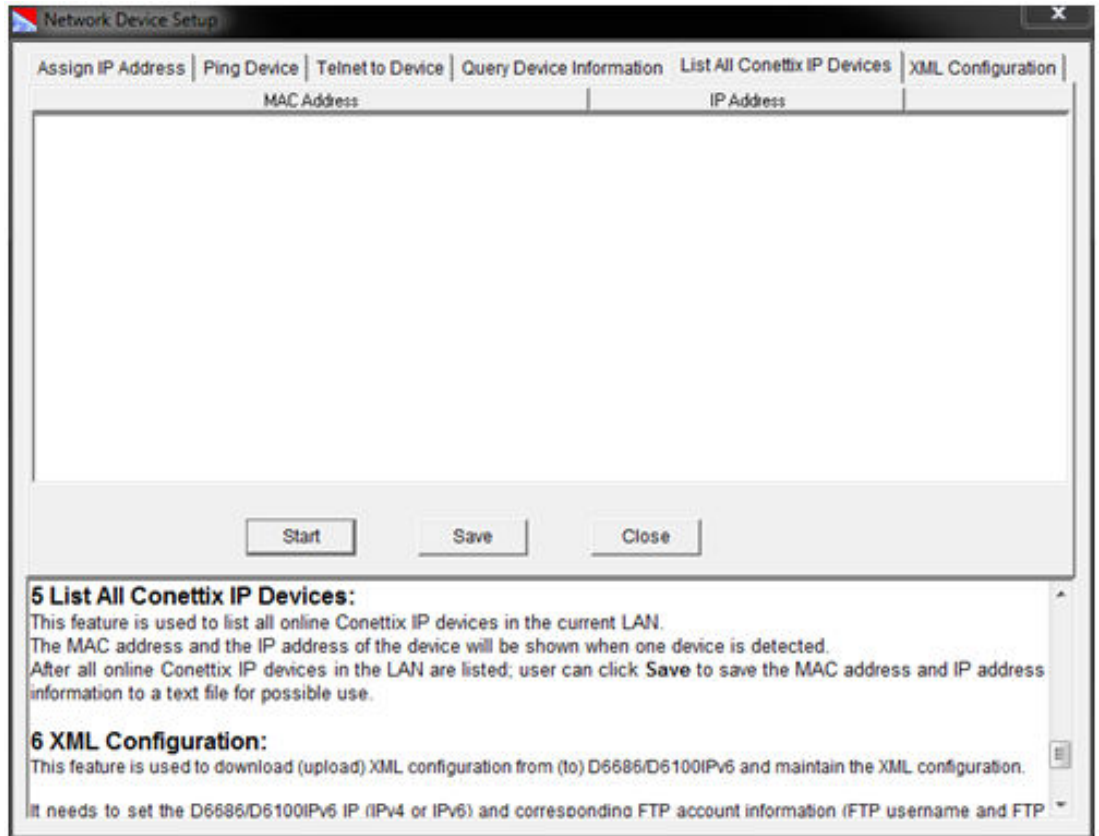 Network Device Setup
X
Assign IP Address Ping Device Telnet to Device Query Device Information List All Conettix IP Devices XML Configuration
MAC Address IP Address
Start Save Close
5 List All Conettix IP Devices:
This feature is used to list all online Conettix IP devices in the current LAN.
The MAC address and the IP address of the device will be shown when one device is detected.
After all online Conettix IP devices in the LAN are listed; user can click Save to save the MAC address and IP address
information to a text file for possible use.
6 XML Configuration:
This feature is used to download (upload) XML configuration from (to) D6686/D6100IPv6 and maintain the XML configuration.
It needs to set the D6686/D6100IPv6 IP (IPv4 or IPv6) and corresponding FTP account information (FTP username and FTP